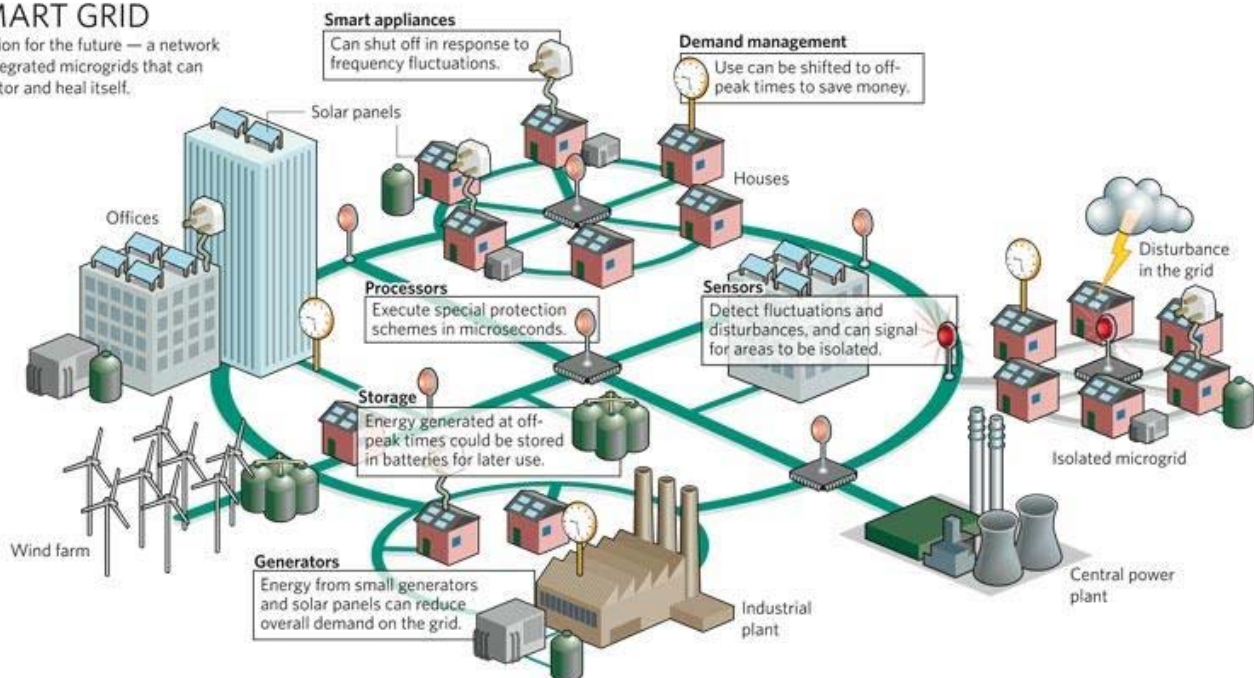 MART GRID
ion for the future — a network
egrated microgrids that can
tor and heal itself.
Smart appliances
Can shut off in response to
frequency fluctuations.
Demand management
Use can be shifted to off-
peak times to save money.
Solar panels
Houses
Offices
Disturbance
in the grid
Processors
Execute special protection
schemes in microseconds.
Sensors
Detect fluctuations and
disturbances, and can signal
for areas to be isolated.
Storage
Energy generated at off-
peak times could be stored
in batteries for later use.
Isolated microgrid
Wind farm
Generators
Energy from small generators
and solar panels can reduce
overall demand on the grid.
Industrial
plant
Central power
plant